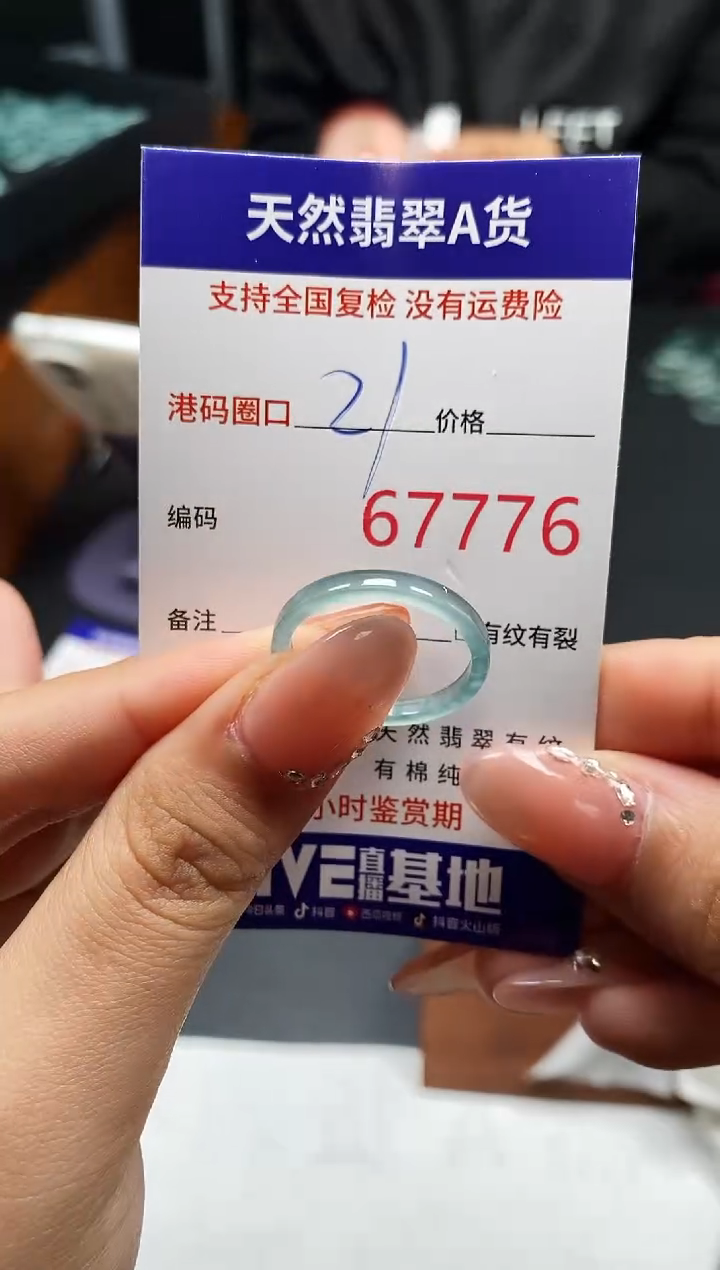 天然翡翠A货
支持全国复检 没有运费险
港码圈口 21 价格
编码 67776
备注 有纹有裂
天然翡翠有纹
有棉纯
小时鉴赏期
直播基地
抖音 抖音火山版